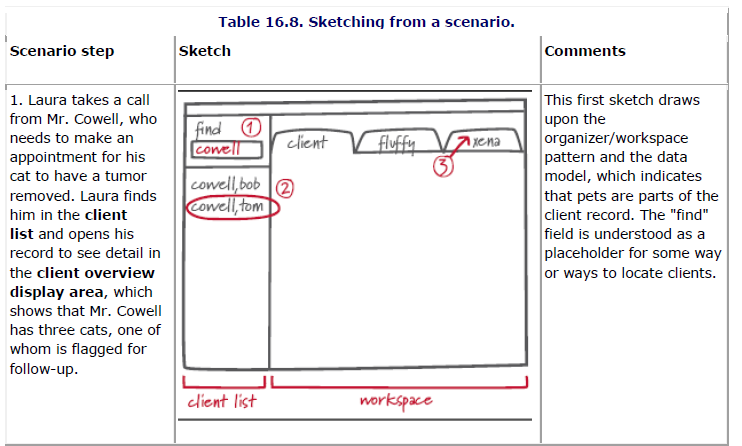 Table 16.8. Sketching from a scenario.
Scenario step
Sketch
Comments
1. Laura takes a call
from Mr. Cowell, who
needs to make an
appointment for his
cat to have a tumor
removed. Laura finds
him in the client
list and opens his
record to see detail in
the client overview
display area, which
shows that Mr. Cowell
has three cats, one of
whom is flagged for
follow-up.
find 1
cowell
client fluffy xena
3
cowell, bob 2
cowell, tom
client list workspace
This first sketch draws
upon the
organizer/workspace
pattern and the data
model, which indicates
that pets are parts of the
client record. The "find"
field is understood as a
placeholder for some way
or ways to locate clients.